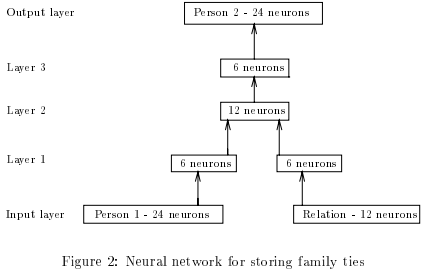 Output layer Person 2 - 24 neurons
Layer 3 6 neurons
Layer 2 12 neurons
Layer 1 6 neurons 6 neurons
Input layer Person 1 - 24 neurons Relation - 12 neurons
Figure 2: Neural network for storing family ties